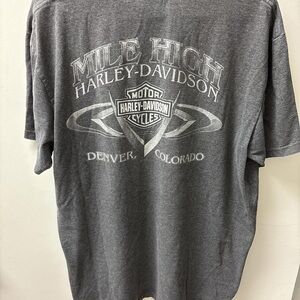 MILE HIGH
HARLEY-DAVIDSON
MOTOR
HARLEY-DAVIDSON
CYCLES
DENVER, COLORADO